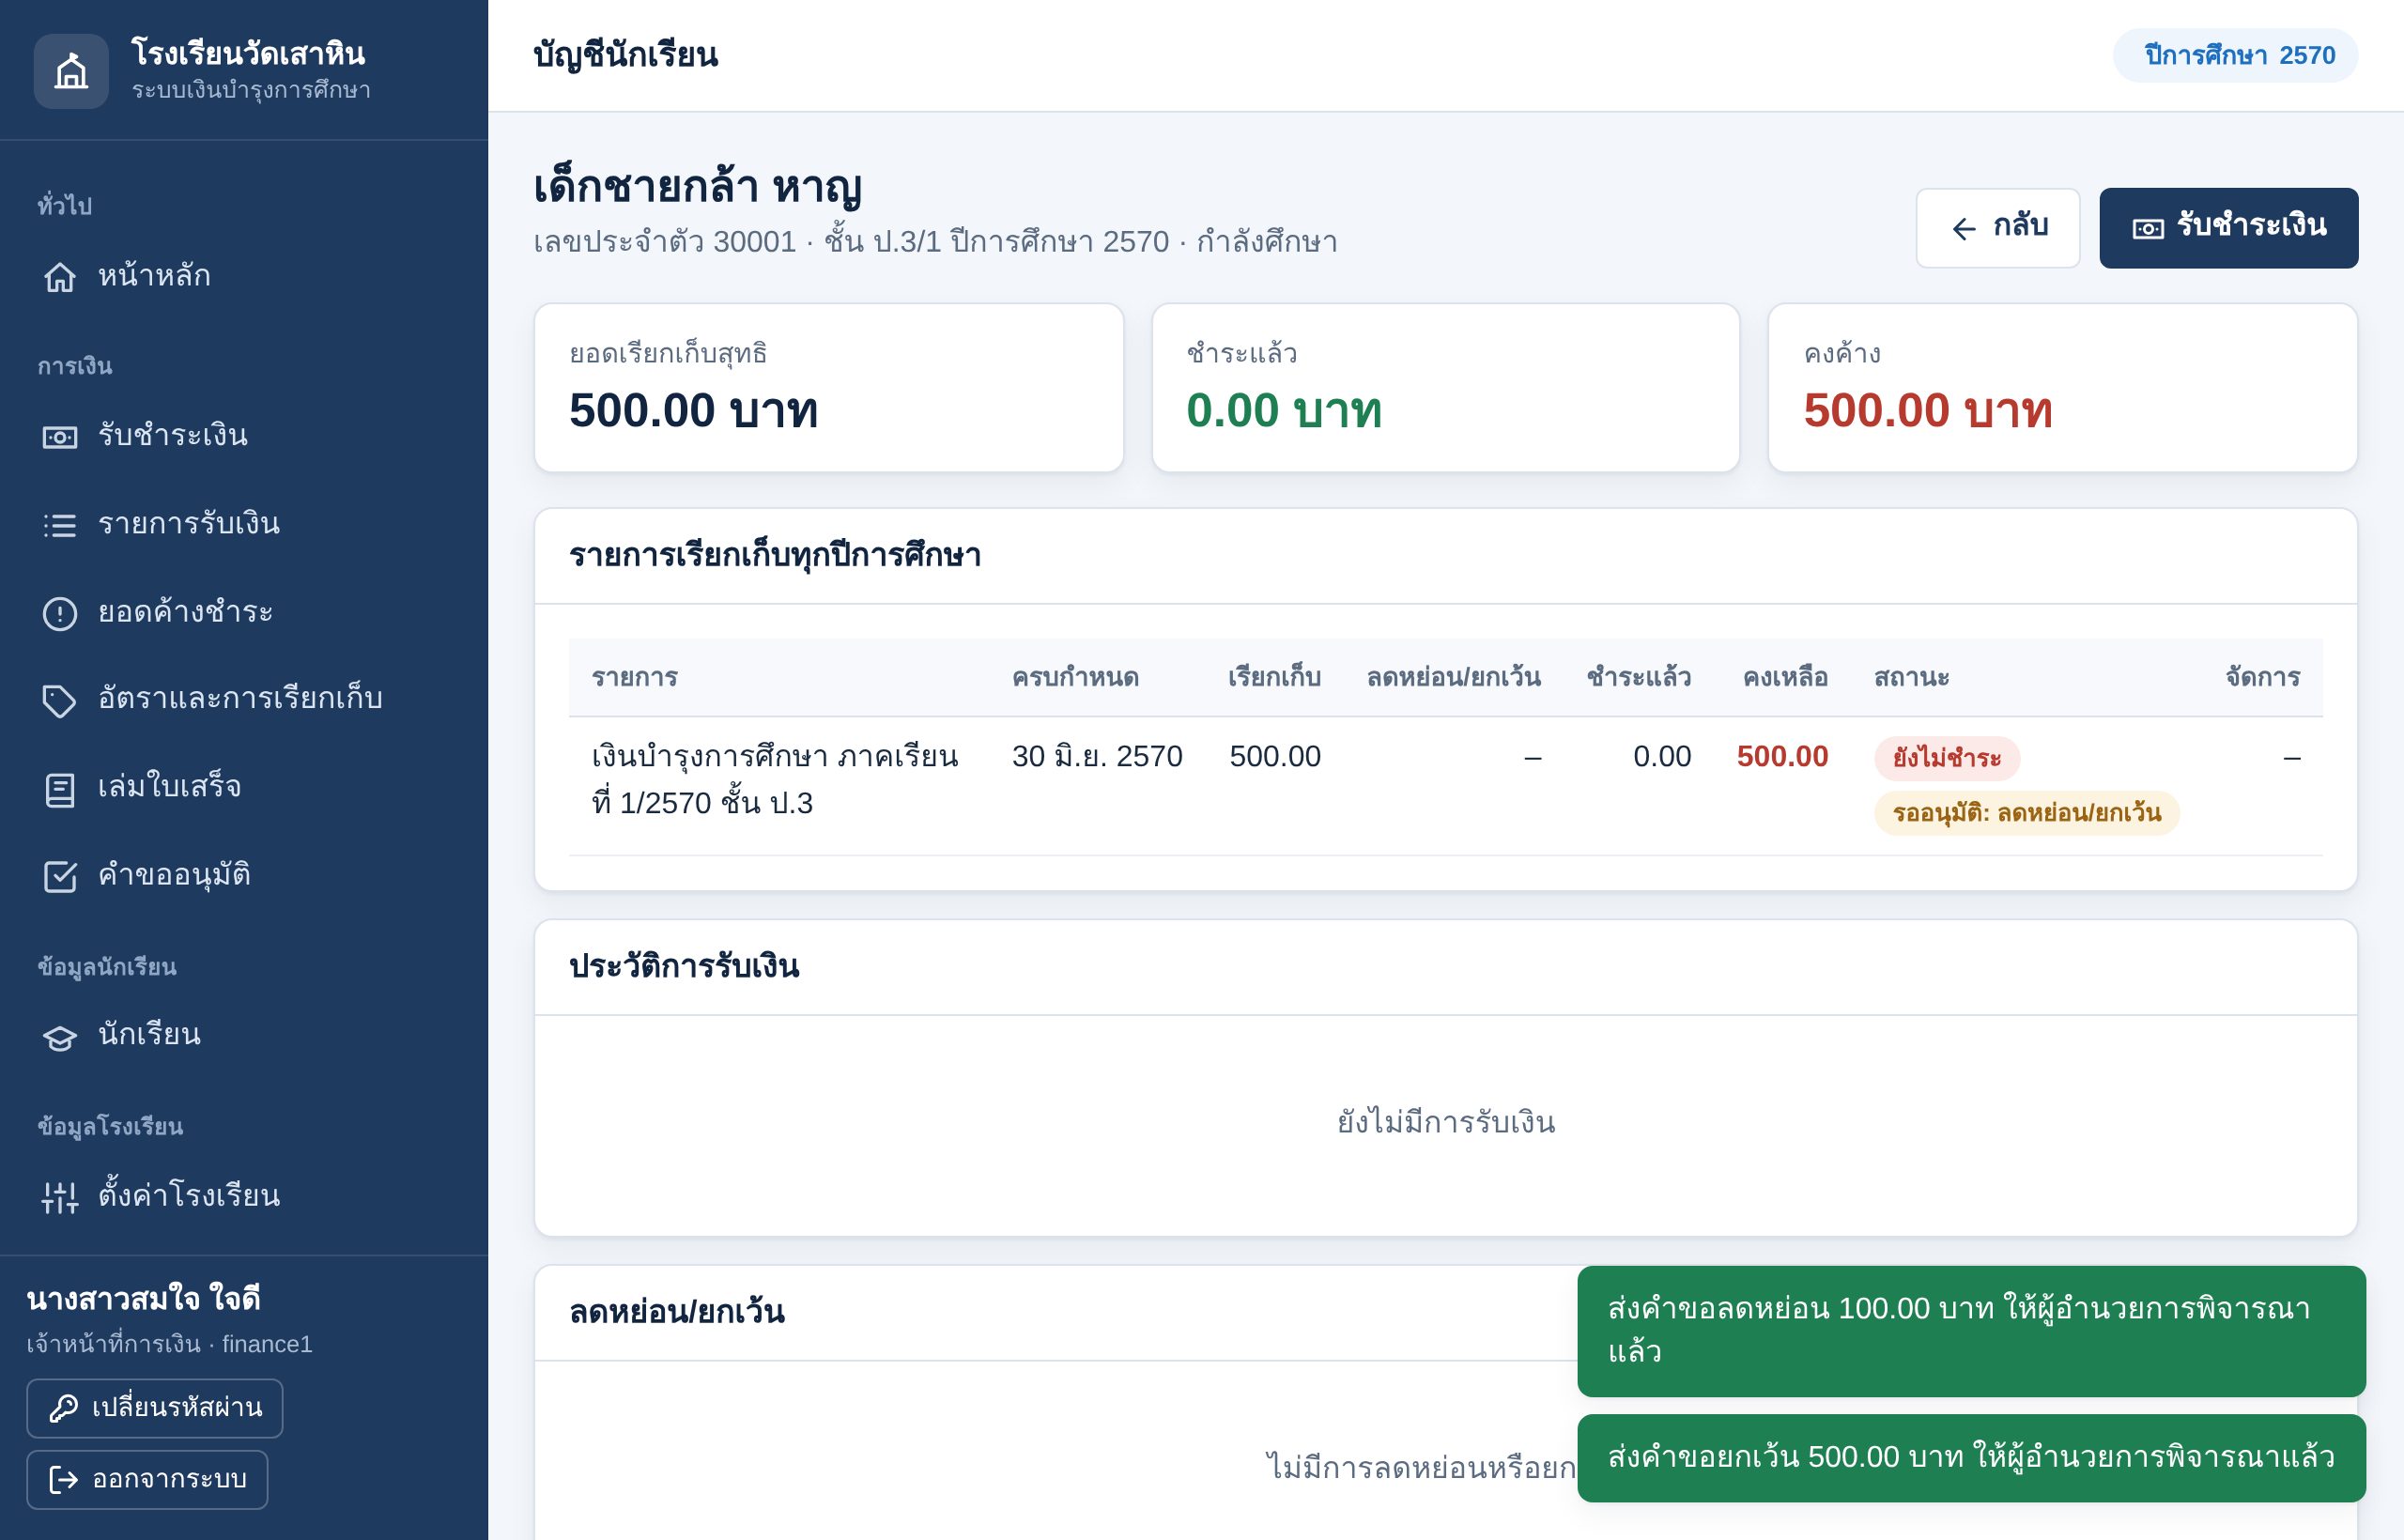 โรงเรียนวัดเสาหิน
ระบบเงินบำรุงการศึกษา
ทั่วไป
หน้าหลัก
การเงิน
รับชำระเงิน
รายการรับเงิน
ยอดค้างชำระ
อัตราและการเรียกเก็บ
เล่มใบเสร็จ
คำขออนุมัติ
ข้อมูลนักเรียน
นักเรียน
ข้อมูลโรงเรียน
ตั้งค่าโรงเรียน
นางสาวสมใจ ใจดี
เจ้าหน้าที่การเงิน · finance1
เปลี่ยนรหัสผ่าน
ออกจากระบบ
บัญชีนักเรียน
ปีการศึกษา 2570
เด็กชายกล้า หาญ
เลขประจำตัว 30001 · ชั้น ป.3/1 ปีการศึกษา 2570 · กำลังศึกษา
กลับ
รับชำระเงิน
ยอดเรียกเก็บสุทธิ
500.00 บาท
ชำระแล้ว
0.00 บาท
คงค้าง
500.00 บาท
รายการเรียกเก็บทุกปีการศึกษา
รายการ ครบกำหนด เรียกเก็บ ลดหย่อน/ยกเว้น ชำระแล้ว คงเหลือ สถานะ จัดการ
เงินบำรุงการศึกษา ภาคเรียน 30 มิ.ย. 2570 500.00 – 0.00 500.00 ยังไม่ชำระ –
ที่ 1/2570 ชั้น ป.3 รออนุมัติ: ลดหย่อน/ยกเว้น
ประวัติการรับเงิน
ยังไม่มีการรับเงิน
ลดหย่อน/ยกเว้น
ส่งคำขอลดหย่อน 100.00 บาท ให้ผู้อำนวยการพิจารณา
แล้ว
ไม่มีการลดหย่อนหรือยก
ส่งคำขอยกเว้น 500.00 บาท ให้ผู้อำนวยการพิจารณาแล้ว